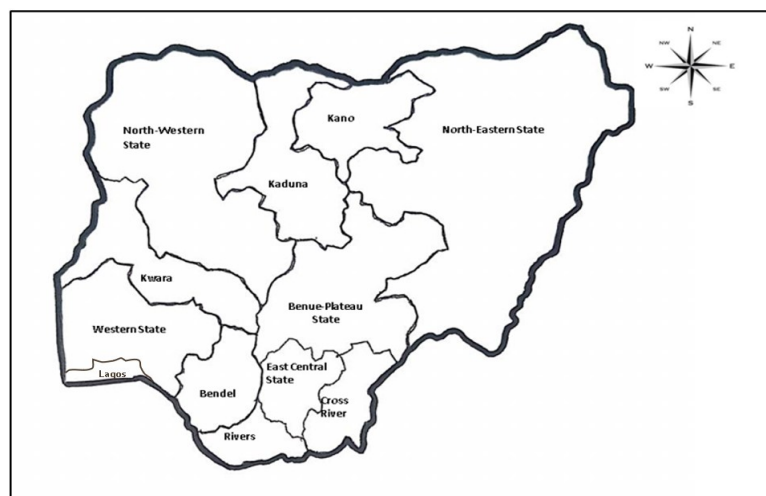 N
NW
NE
W
E
SW
SE
S
Kano
North-Western
State
North-Eastern State
Kaduna
Kwara
Benue-Plateau
State
Western State
East Central
State
Lagos
Bendel
Cross
River
Rivers